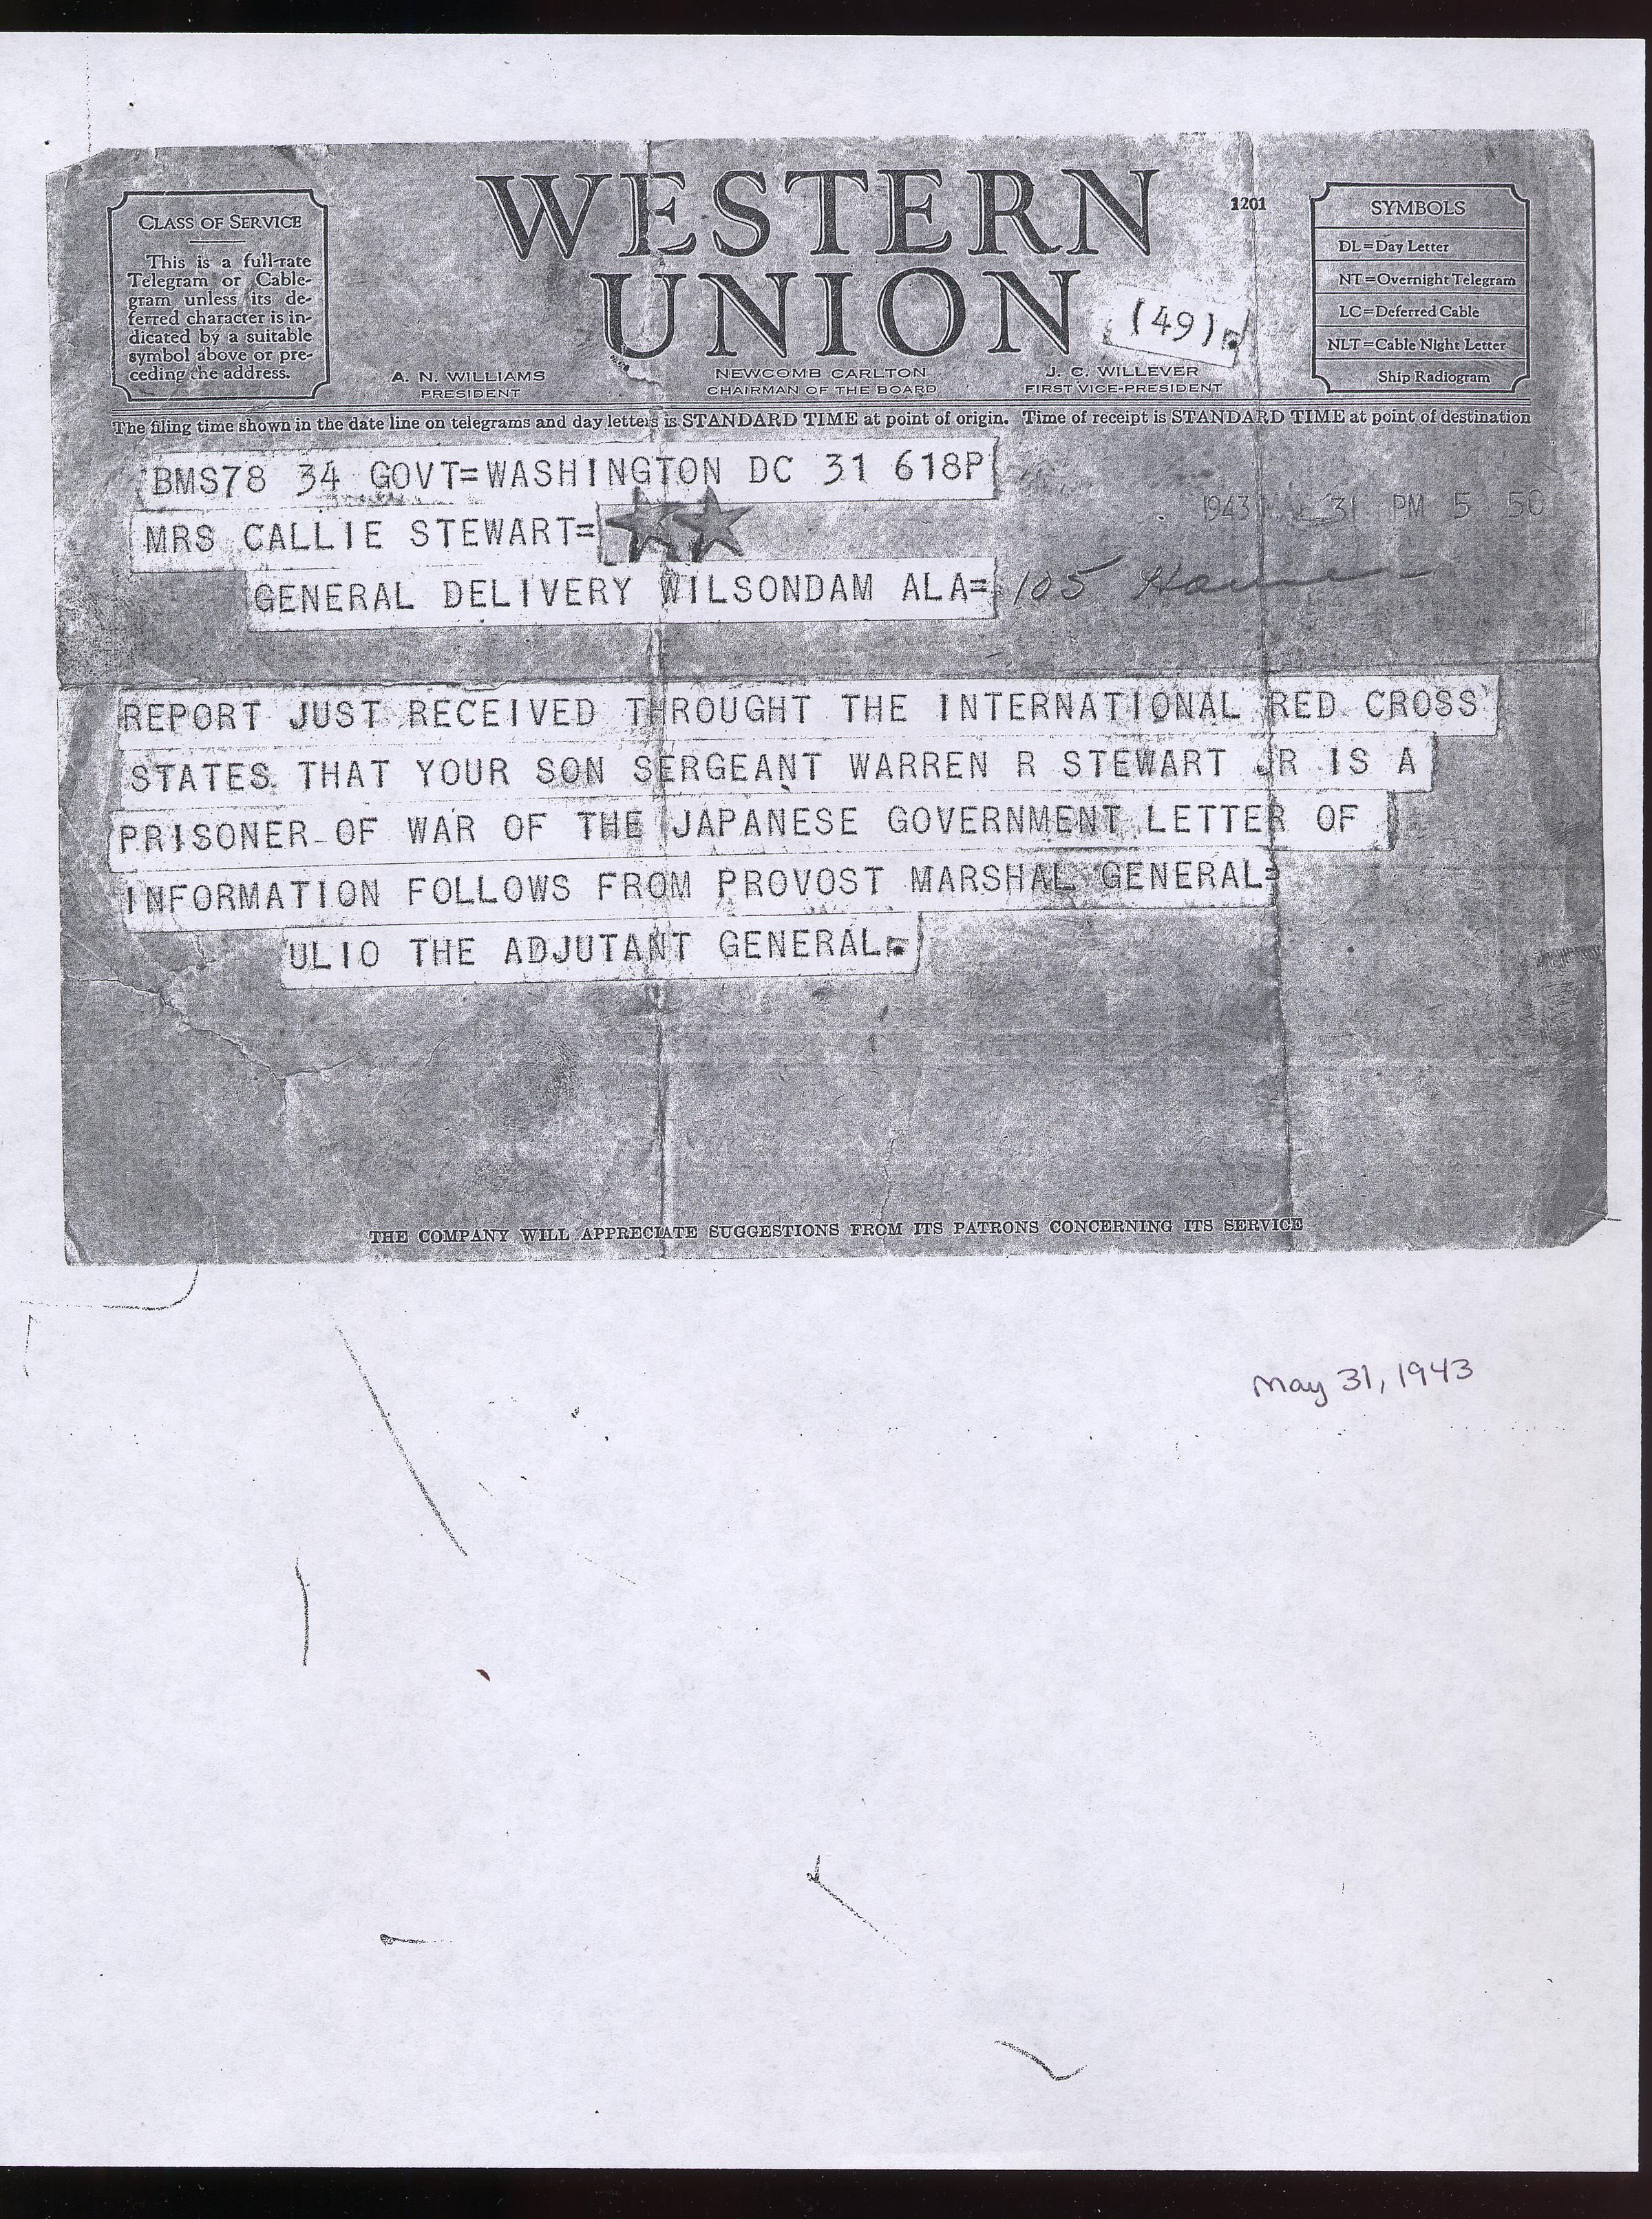 WESTERN
UNION
1201
(49).
CLASS OF SERVICE
This is a full-rate
Telegram or Cable-
gram unless its de-
ferred character is in-
dicated by a suitable
symbol above or pre-
ceding the address.
A. N. WILLIAMS
PRESIDENT
NEWCOMB CARLTON
CHAIRMAN OF THE BOARD
J. C. WILLEVER
FIRST VICE-PRESIDENT
SYMBOLS
DL=Day Letter
NT=Overnight Telegram
LC=Deferred Cable
NLT=Cable Night Letter
Ship Radiogram
The filing time shown in the date line on telegrams and day letters is STANDARD TIME at point of origin. Time of receipt is STANDARD TIME at point of destination
BMS78 34 GOVT=WASHINGTON DC 31 618P
1943 31 PM 5 50
MRS CALLIE STEWART=
GENERAL DELIVERY WILSONDAM ALA=
105
REPORT JUST RECEIVED THROUGHT THE INTERNATIONAL RED CROSS
STATES THAT YOUR SON SERGEANT WARREN R STEWART JR IS A
PRISONER OF WAR OF THE JAPANESE GOVERNMENT LETTER OF
INFORMATION FOLLOWS FROM PROVOST MARSHAL GENERAL=
ULIO THE ADJUTANT GENERAL.
THE COMPANY WILL APPRECIATE SUGGESTIONS FROM ITS PATRONS CONCERNING ITS SERVICE
May 31, 1943